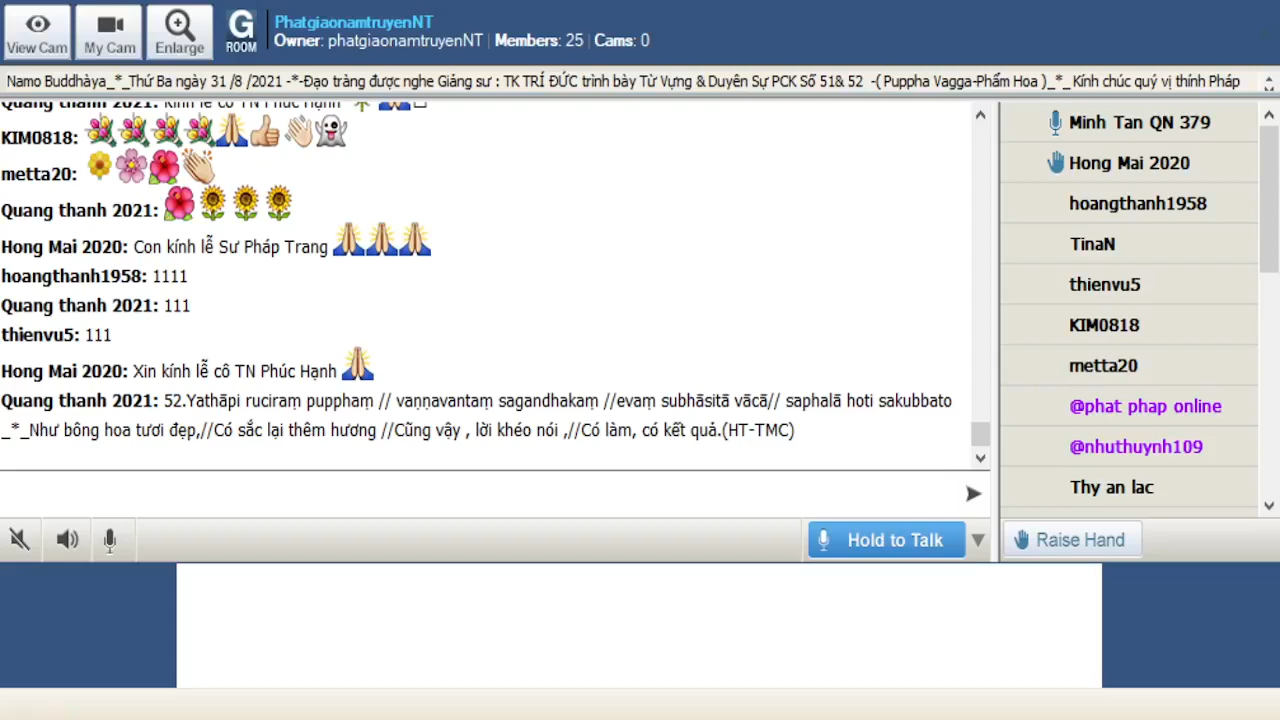 View Cam
My Cam
Enlarge
G
ROOM
PhatgiaonamtruyenNT
Owner: phatgiaonamtruyenNT | Members: 25 | Cams: 0
Namo Buddhàya_*_Thứ Ba ngày 31 /8 /2021 -*-Đạo tràng được nghe Giảng sư : TK TRÍ ĐỨC trình bày Từ Vựng & Duyên Sự PCK Số 51& 52 -( Puppha Vagga-Phẩm Hoa )_*_Kính chúc quý vị thính Pháp
Quang thanh 2021: Kính lễ cô TN Phúc Hạnh
KIM0818:
metta20:
Quang thanh 2021:
Hong Mai 2020: Con kính lễ Sư Pháp Trang
hoangthanh1958: 1111
Quang thanh 2021: 111
thienvu5: 111
Hong Mai 2020: Xin kính lễ cô TN Phúc Hạnh
Quang thanh 2021: 52.Yathāpi ruciraṃ pupphaṃ // vaṇṇavantaṃ sagandhakaṃ //evaṃ subhāsitā vācā// saphalā hoti sakubbato
_*_Như bông hoa tươi đẹp,//Có sắc lại thêm hương //Cũng vậy , lời khéo nói ,//Có làm, có kết quả.(HT-TMC)
Hold to Talk
Minh Tan QN 379
Hong Mai 2020
hoangthanh1958
TinaN
thienvu5
KIM0818
metta20
@phat phap online
@nhuthuynh109
Thy an lac
Raise Hand